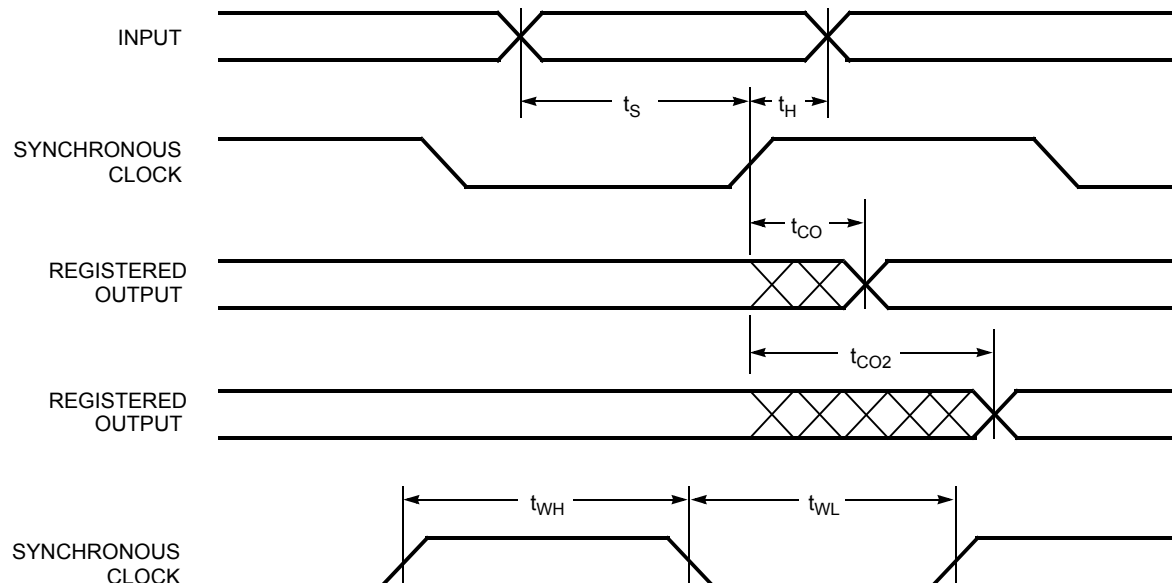 INPUT
tS
tH
SYNCHRONOUS
CLOCK
tCO
REGISTERED
OUTPUT
tCO2
REGISTERED
OUTPUT
tWH
tWL
SYNCHRONOUS
CLOCK